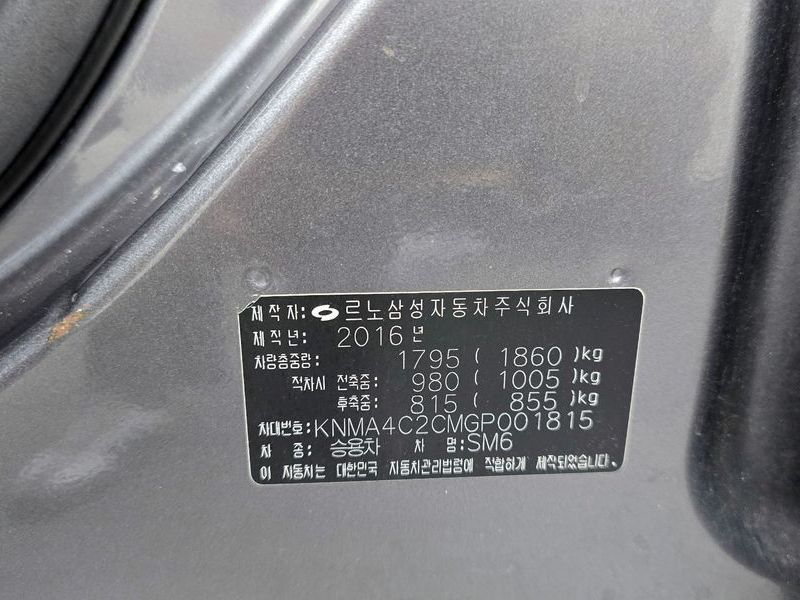 제작자: 르노삼성자동차주식회사
제작년: 2016년
차량총중량: 1795 ( 1860 )kg
적차시 전축중: 980 ( 1005 )kg
후축중: 815 ( 855 )kg
차대번호: KNMA4C2CMGP001815
차 종: 승용차 차 명: SM6
이 자동차는 대한민국 자동차관리법령에 적합하게 제작되었습니다.